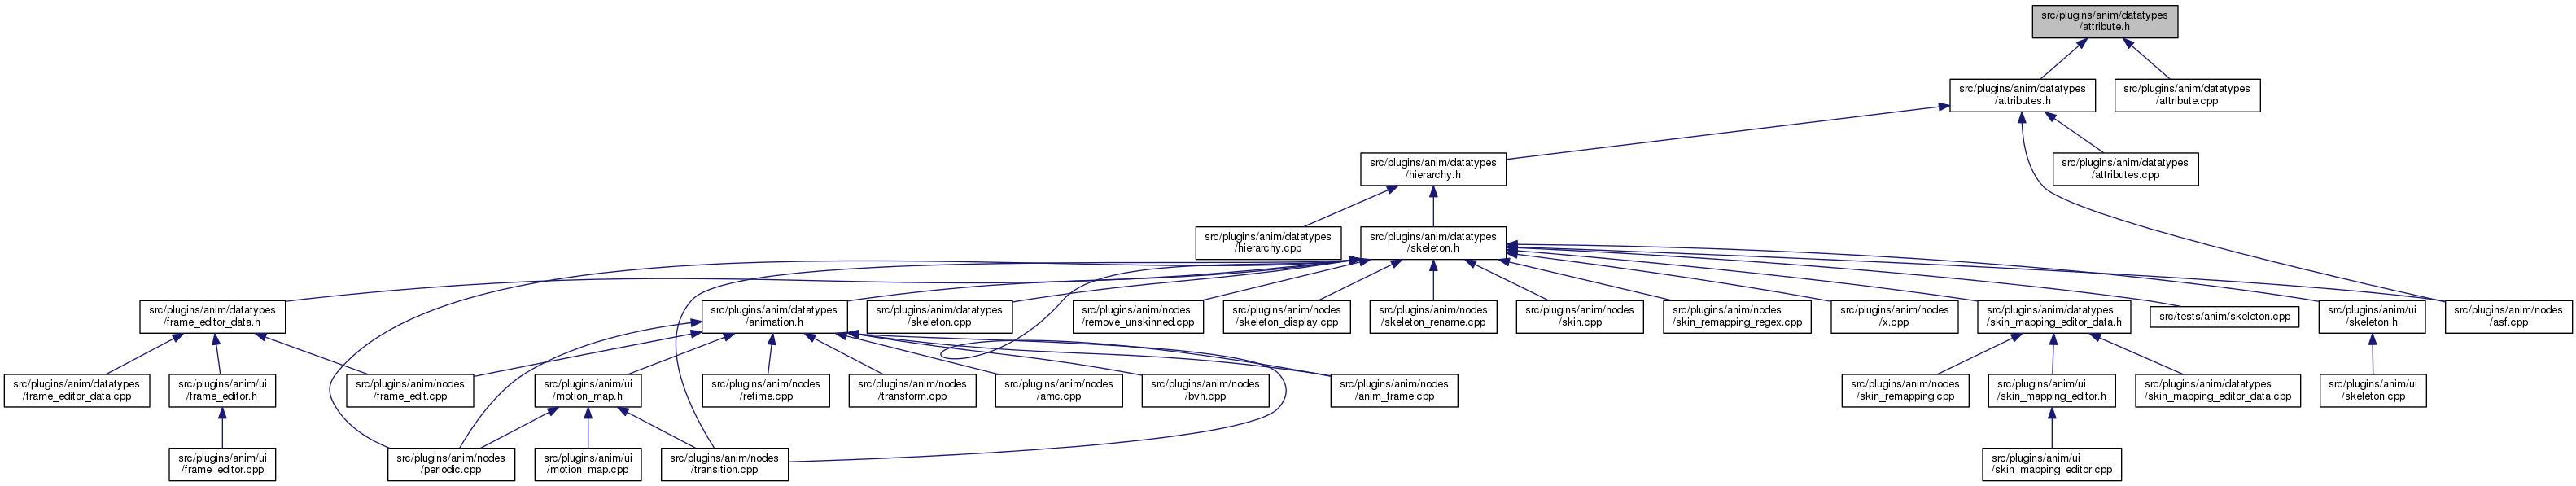 src/plugins/anim/datatypes
/attribute.h
src/plugins/anim/datatypes
/attributes.h
src/plugins/anim/datatypes
/attribute.cpp
src/plugins/anim/datatypes
/hierarchy.h
src/plugins/anim/datatypes
/attributes.cpp
src/plugins/anim/datatypes
/hierarchy.cpp
src/plugins/anim/datatypes
/skeleton.h
src/plugins/anim/datatypes
/frame_editor_data.h
src/plugins/anim/datatypes
/animation.h
src/plugins/anim/datatypes
/skeleton.cpp
src/plugins/anim/nodes
/remove_unskinned.cpp
src/plugins/anim/nodes
/skeleton_display.cpp
src/plugins/anim/nodes
/skeleton_rename.cpp
src/plugins/anim/nodes
/skin.cpp
src/plugins/anim/nodes
/skin_remapping_regex.cpp
src/plugins/anim/nodes
/x.cpp
src/plugins/anim/datatypes
/skin_mapping_editor_data.h
src/tests/anim/skeleton.cpp
src/plugins/anim/ui
/skeleton.h
src/plugins/anim/nodes
/asf.cpp
src/plugins/anim/datatypes
/frame_editor_data.cpp
src/plugins/anim/ui
/frame_editor.h
src/plugins/anim/nodes
/frame_edit.cpp
src/plugins/anim/ui
/motion_map.h
src/plugins/anim/nodes
/retime.cpp
src/plugins/anim/nodes
/transform.cpp
src/plugins/anim/nodes
/amc.cpp
src/plugins/anim/nodes
/bvh.cpp
src/plugins/anim/nodes
/anim_frame.cpp
src/plugins/anim/nodes
/skin_remapping.cpp
src/plugins/anim/ui
/skin_mapping_editor.h
src/plugins/anim/datatypes
/skin_mapping_editor_data.cpp
src/plugins/anim/ui
/skeleton.cpp
src/plugins/anim/ui
/frame_editor.cpp
src/plugins/anim/nodes
/periodic.cpp
src/plugins/anim/ui
/motion_map.cpp
src/plugins/anim/nodes
/transition.cpp
src/plugins/anim/ui
/skin_mapping_editor.cpp